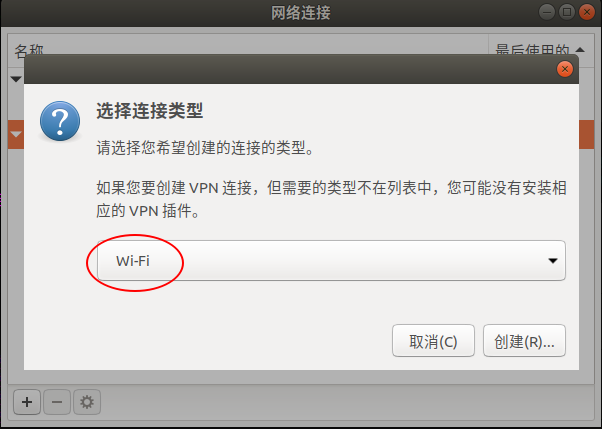 网络连接
名称
最后使用的
选择连接类型
请选择您希望创建的连接的类型。
如果您要创建 VPN 连接，但需要的类型不在列表中，您可能没有安装相
应的 VPN 插件。
Wi-Fi
取消(C)
创建(R)...